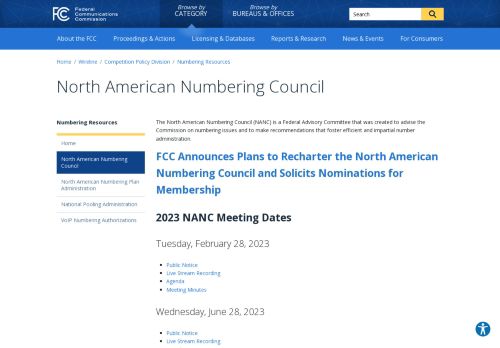 FCC Federal Communications Commission
Browse by CATEGORY
Browse by BUREAUS & OFFICES
Search
About the FCC
Proceedings & Actions
Licensing & Databases
Reports & Research
News & Events
For Consumers
Home / Wireline / Competition Policy Division / Numbering Resources
North American Numbering Council
Numbering Resources
Home
North American Numbering
Council
North American Numbering Plan
Administration
National Pooling Administration
VoIP Numbering Authorizations
The North American Numbering Council (NANC) is a Federal Advisory Committee that was created to advise the
Commission on numbering issues and to make recommendations that foster efficient and impartial number
administration.
FCC Announces Plans to Recharter the North American
Numbering Council and Solicits Nominations for
Membership
2023 NANC Meeting Dates
Tuesday, February 28, 2023
Public Notice
Live Stream Recording
Agenda
Meeting Minutes
Wednesday, June 28, 2023
Public Notice
Live Stream Recording